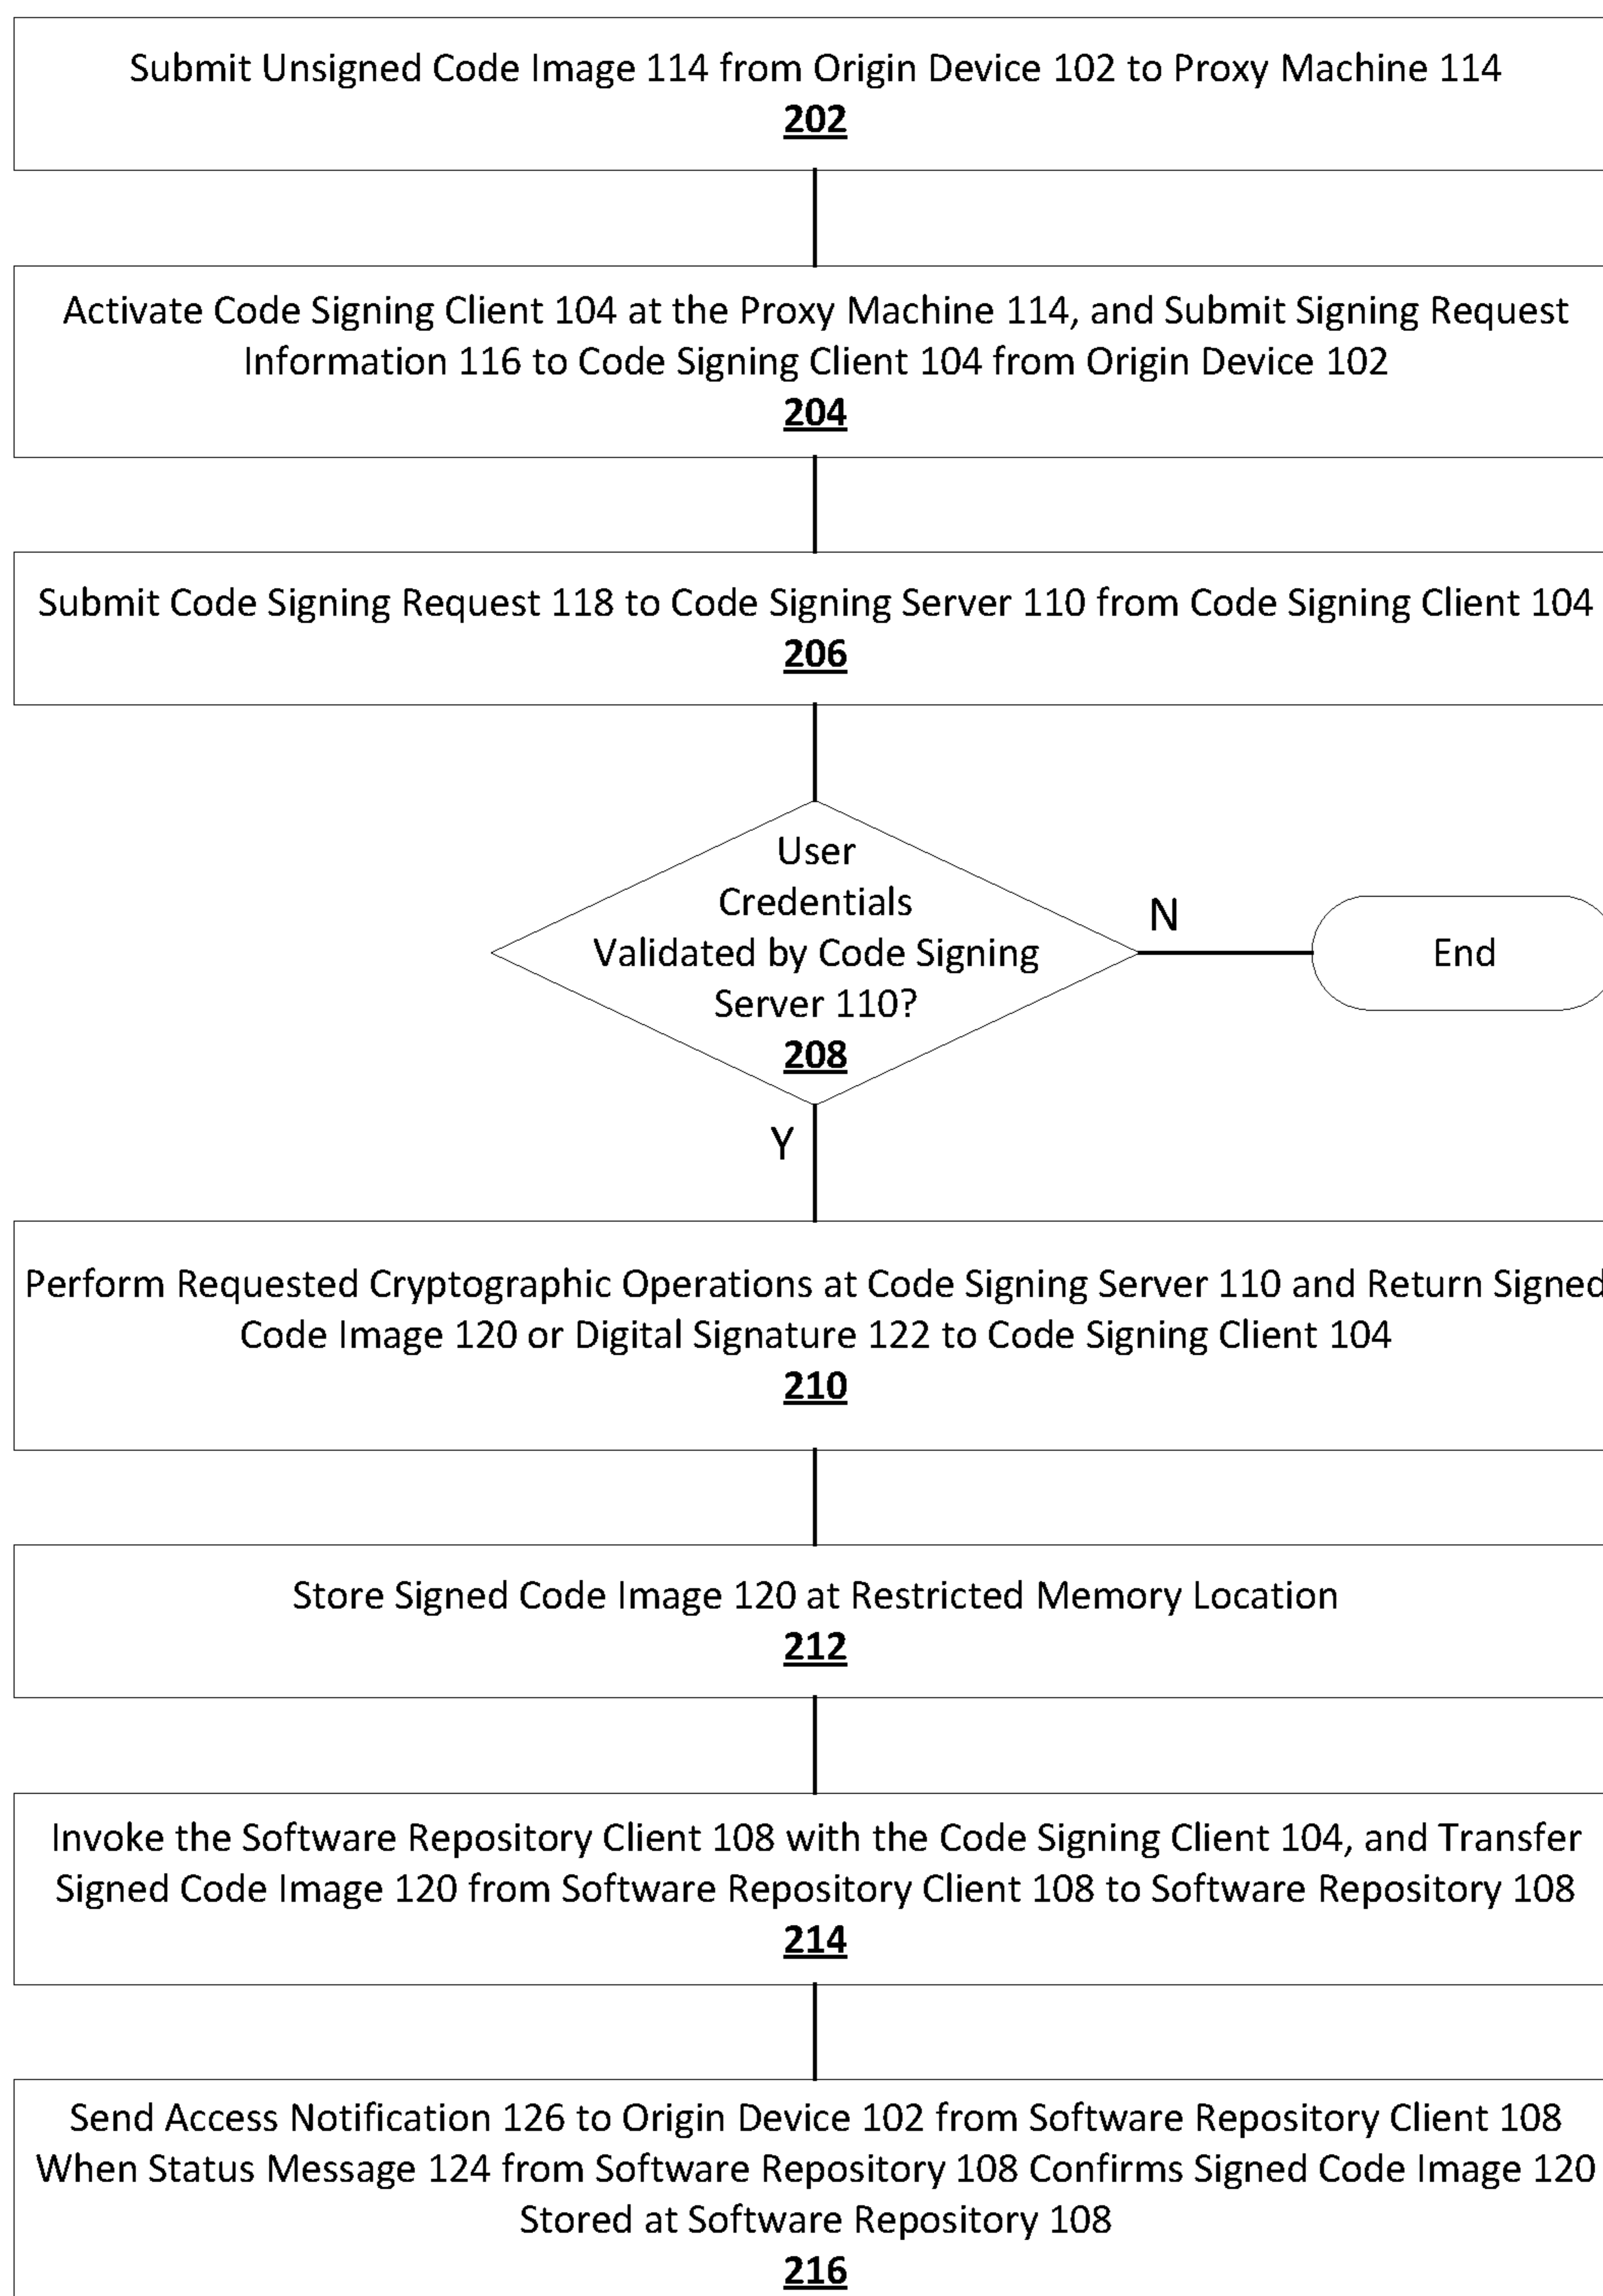 Submit Unsigned Code Image 114 from Origin Device 102 to Proxy Machine 114
202
Activate Code Signing Client 104 at the Proxy Machine 114, and Submit Signing Request
Information 116 to Code Signing Client 104 from Origin Device 102
204
Submit Code Signing Request 118 to Code Signing Server 110 from Code Signing Client 104
206
User
Credentials
Validated by Code Signing
Server 110?
208
N
End
Y
Perform Requested Cryptographic Operations at Code Signing Server 110 and Return Signed
Code Image 120 or Digital Signature 122 to Code Signing Client 104
210
Store Signed Code Image 120 at Restricted Memory Location
212
Invoke the Software Repository Client 108 with the Code Signing Client 104, and Transfer
Signed Code Image 120 from Software Repository Client 108 to Software Repository 108
214
Send Access Notification 126 to Origin Device 102 from Software Repository Client 108
When Status Message 124 from Software Repository 108 Confirms Signed Code Image 120
Stored at Software Repository 108
216